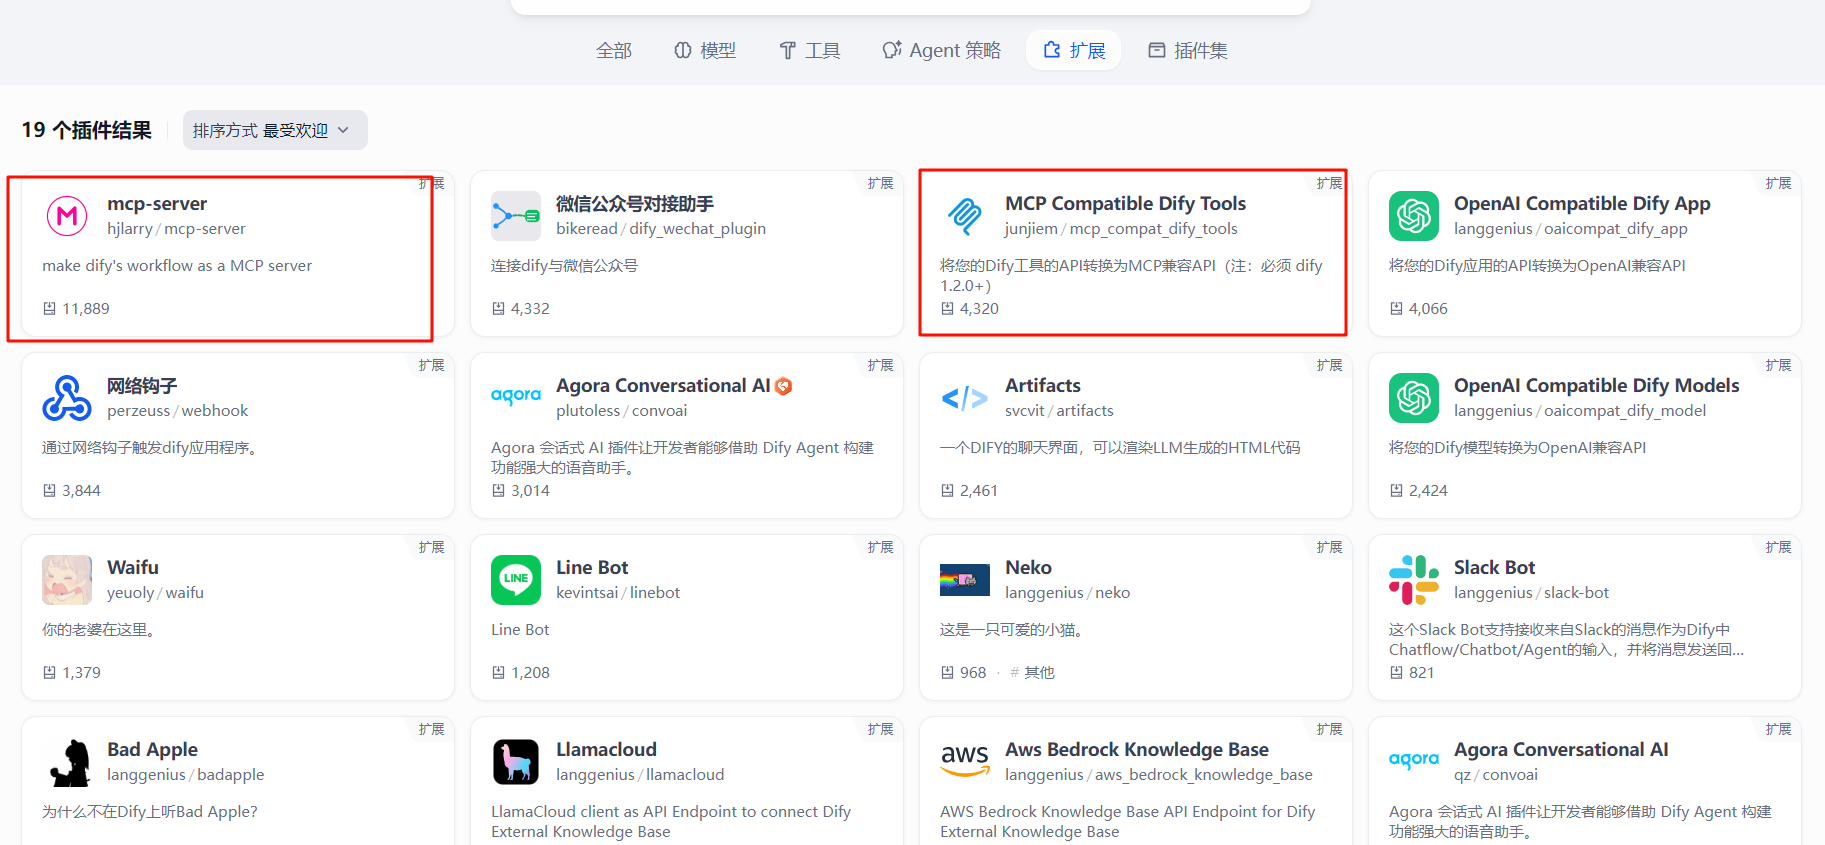 全部
模型
工具
Agent 策略
扩展
插件集
19 个插件结果
排序方式 最受欢迎
扩展
mcp-server
hjlarry / mcp-server
make dify's workflow as a MCP server
11,889
扩展
微信公众号对接助手
bikeread / dify_wechat_plugin
连接dify与微信公众号
4,332
扩展
MCP Compatible Dify Tools
junjiem / mcp_compat_dify_tools
将您的Dify工具的API转换为MCP兼容API（注：必须 dify
1.2.0+）
4,320
扩展
OpenAI Compatible Dify App
langgenius / oaicompat_dify_app
将您的Dify应用的API转换为OpenAI兼容API
4,066
扩展
网络钩子
perzeuss / webhook
通过网络钩子触发dify应用程序。
3,844
扩展
agora
Agora Conversational AI
plutoless / convoai
Agora 会话式 AI 插件让开发者能够借助 Dify Agent 构建
功能强大的语音助手。
3,014
扩展
Artifacts
svcvit / artifacts
一个DIFY的聊天界面，可以渲染LLM生成的HTML代码
2,461
扩展
OpenAI Compatible Dify Models
langgenius / oaicompat_dify_model
将您的Dify模型转换为OpenAI兼容API
2,424
扩展
Waifu
yeuoly / waifu
你的老婆在这里。
1,379
扩展
LINE
Line Bot
kevintsai / linebot
Line Bot
1,208
扩展
Neko
langgenius / neko
这是一只可爱的小猫。
968 · # 其他
扩展
Slack Bot
langgenius / slack-bot
这个Slack Bot支持接收来自Slack的消息作为Dify中
Chatflow/Chatbot/Agent的输入，并将消息发送回...
821
扩展
Bad Apple
langgenius / badapple
为什么不在Dify上听Bad Apple?
扩展
Llamacloud
langgenius / llamacloud
LlamaCloud client as API Endpoint to connect Dify
External Knowledge Base
扩展
aws
Aws Bedrock Knowledge Base
langgenius / aws_bedrock_knowledge_base
AWS Bedrock Knowledge Base API Endpoint for Dify
External Knowledge Base
扩展
agora
Agora Conversational AI
qz / convoai
Agora 会话式 AI 插件让开发者能够借助 Dify Agent 构建
功能强大的语音助手。